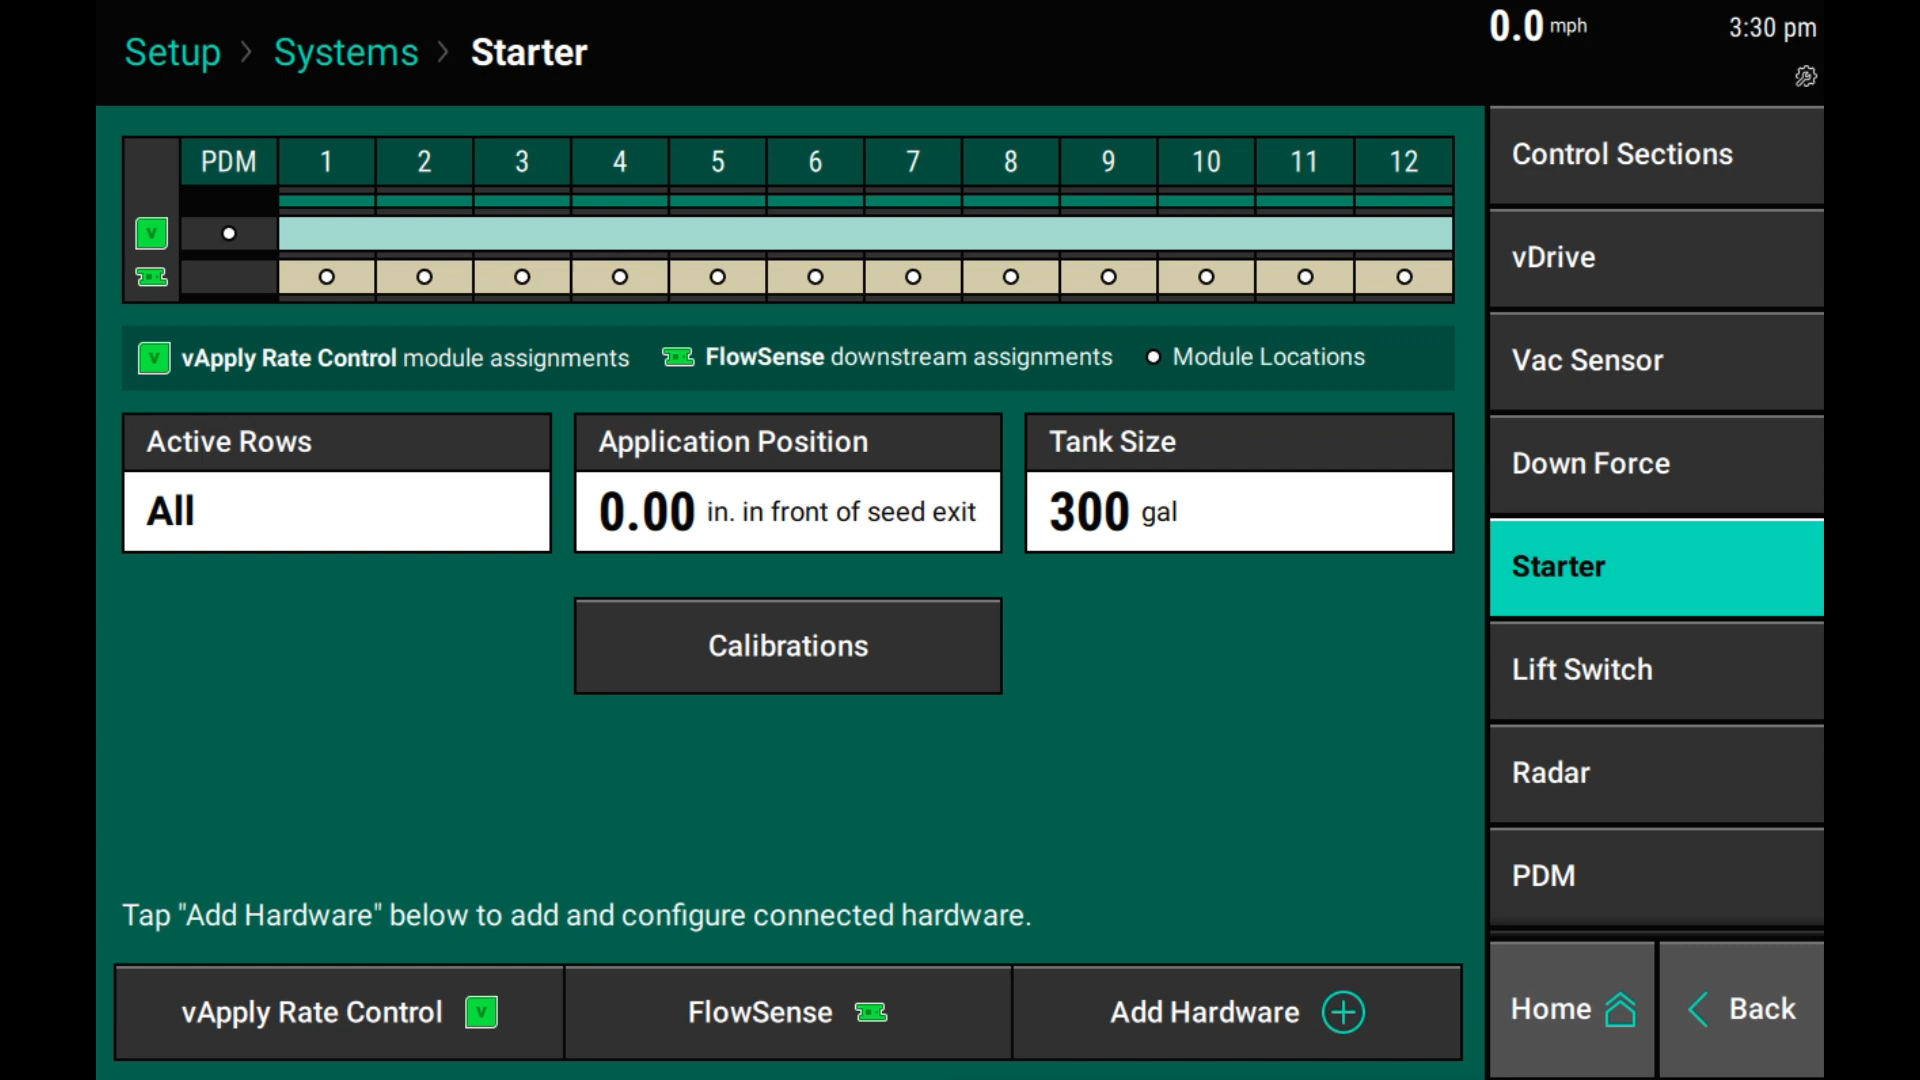 Setup > Systems > Starter
0.0 mph
3:30 pm
PDM 1 2 3 4 5 6 7 8 9 10 11 12
V
V vApply Rate Control module assignments FlowSense downstream assignments Module Locations
Active Rows
All
Application Position
0.00 in. in front of seed exit
Tank Size
300 gal
Calibrations
Tap "Add Hardware" below to add and configure connected hardware.
vApply Rate Control V
FlowSense
Add Hardware
Control Sections
vDrive
Vac Sensor
Down Force
Starter
Lift Switch
Radar
PDM
Home
Back